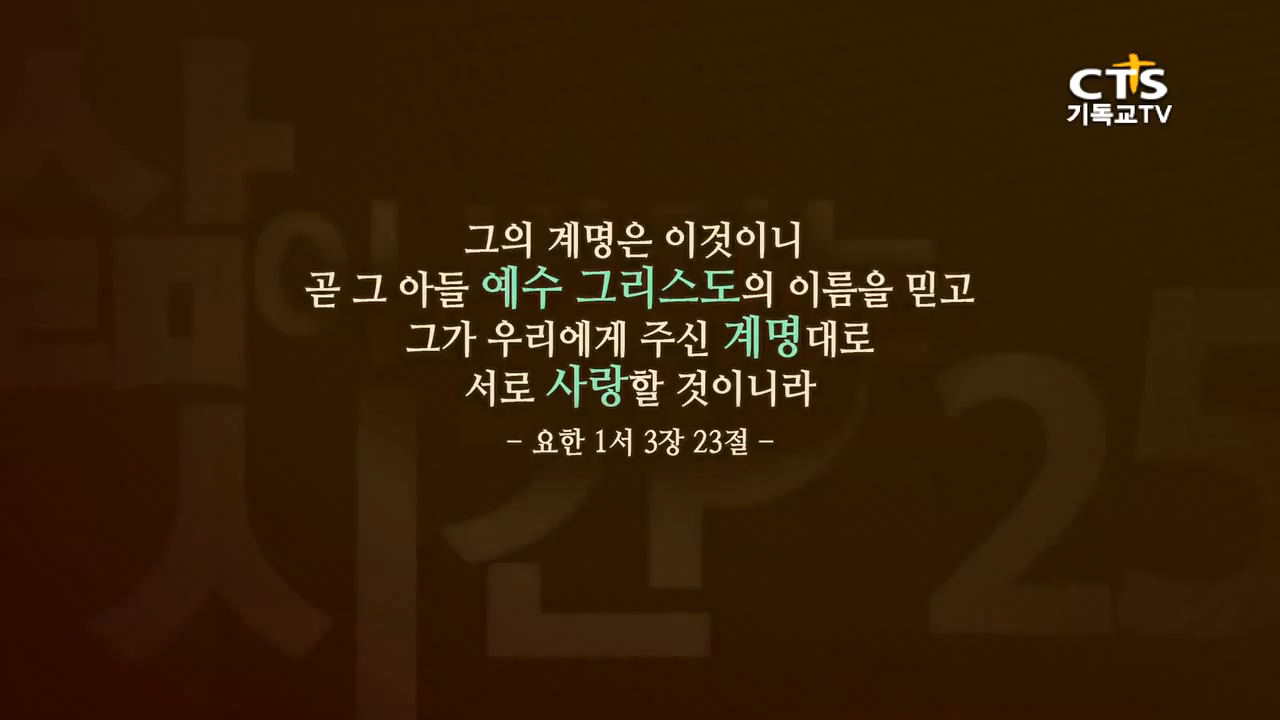 CTS
기독교TV
그의 계명은 이것이니
곧 그 아들 예수 그리스도의 이름을 믿고
그가 우리에게 주신 계명대로
서로 사랑할 것이니라
- 요한 1서 3장 23절 -
시간 25